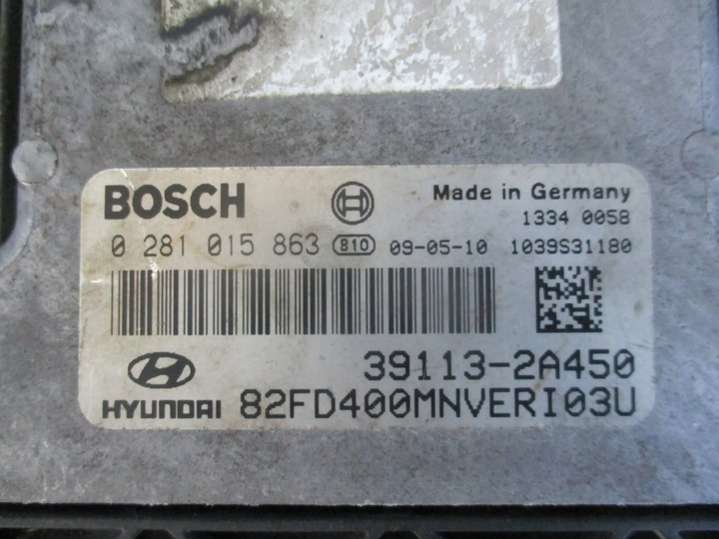 BOSCH Made in Germany
1334 0058
0 281 015 863 810 09-05-10 1039S31180
39113-2A450
HYUNDAI 82FD400MNVERI03U